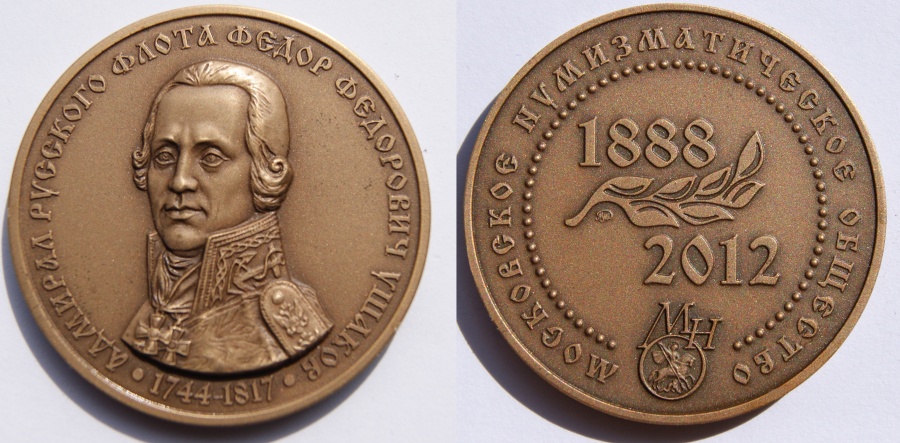 АДМИРАЛ РУССКОГО ФЛОТА ФЕДОР ФЕДОРОВИЧ УШАКОВ
• 1744-1817 •
МОСКОВСКОЕ НУМИЗМАТИЧЕСКОЕ ОБЩЕСТВО
1888
2012
МН